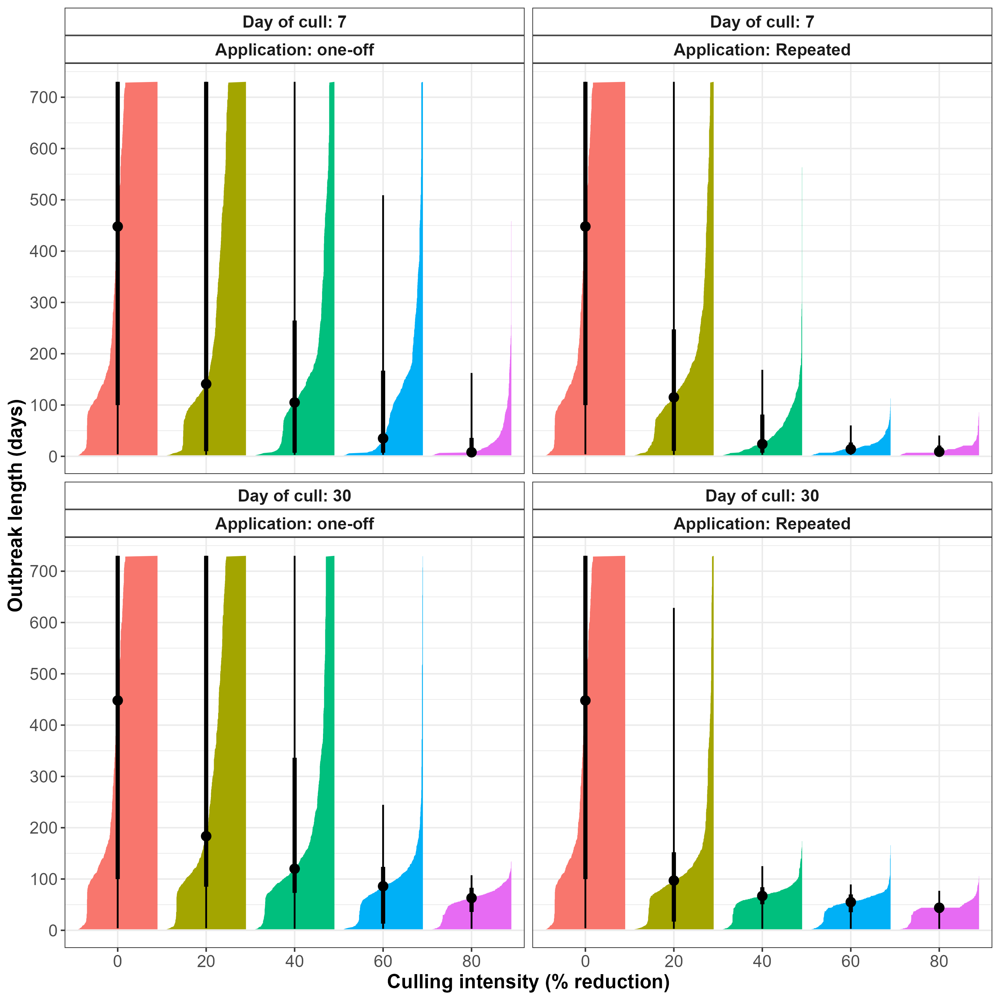 Day of cull: 7
Day of cull: 7
Application: one-off
Application: Repeated
700
600
500
400
300
200
100
0
Day of cull: 30
Day of cull: 30
Application: one-off
Application: Repeated
700
600
500
400
300
200
100
0
0 20 40 60 80
0 20 40 60 80
Culling intensity (% reduction)
Outbreak length (days)